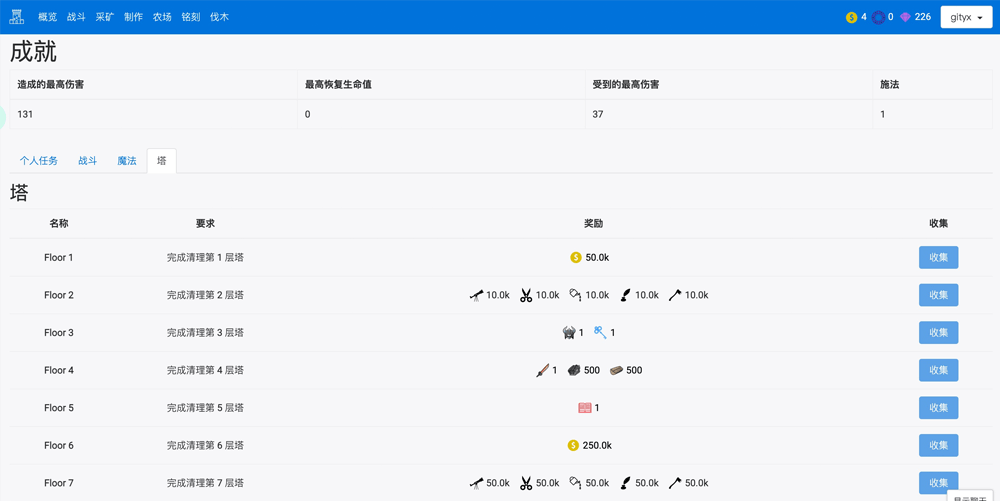 概览 战斗 采矿 制作 农场 铭刻 伐木 4 0 226 gityx
成就
造成的最高伤害 最高恢复生命值 受到的最高伤害 施法
131 0 37 1
个人任务 战斗 魔法 塔
塔
名称 要求 奖励 收集
Floor 1 完成清理第 1 层塔 50.0k 收集
Floor 2 完成清理第 2 层塔 10.0k 10.0k 10.0k 10.0k 10.0k 收集
Floor 3 完成清理第 3 层塔 1 1 收集
Floor 4 完成清理第 4 层塔 1 500 500 收集
Floor 5 完成清理第 5 层塔 1 收集
Floor 6 完成清理第 6 层塔 250.0k 收集
Floor 7 完成清理第 7 层塔 50.0k 50.0k 50.0k 50.0k 50.0k 收集